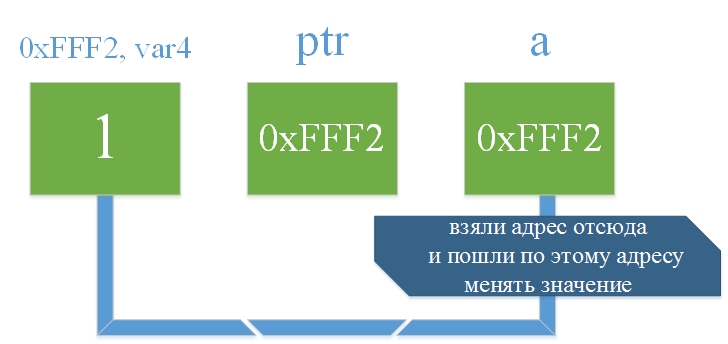 0xFFF2, var4
ptr
a
1
0xFFF2
0xFFF2
взяли адрес отсюда
и пошли по этому адресу
менять значение